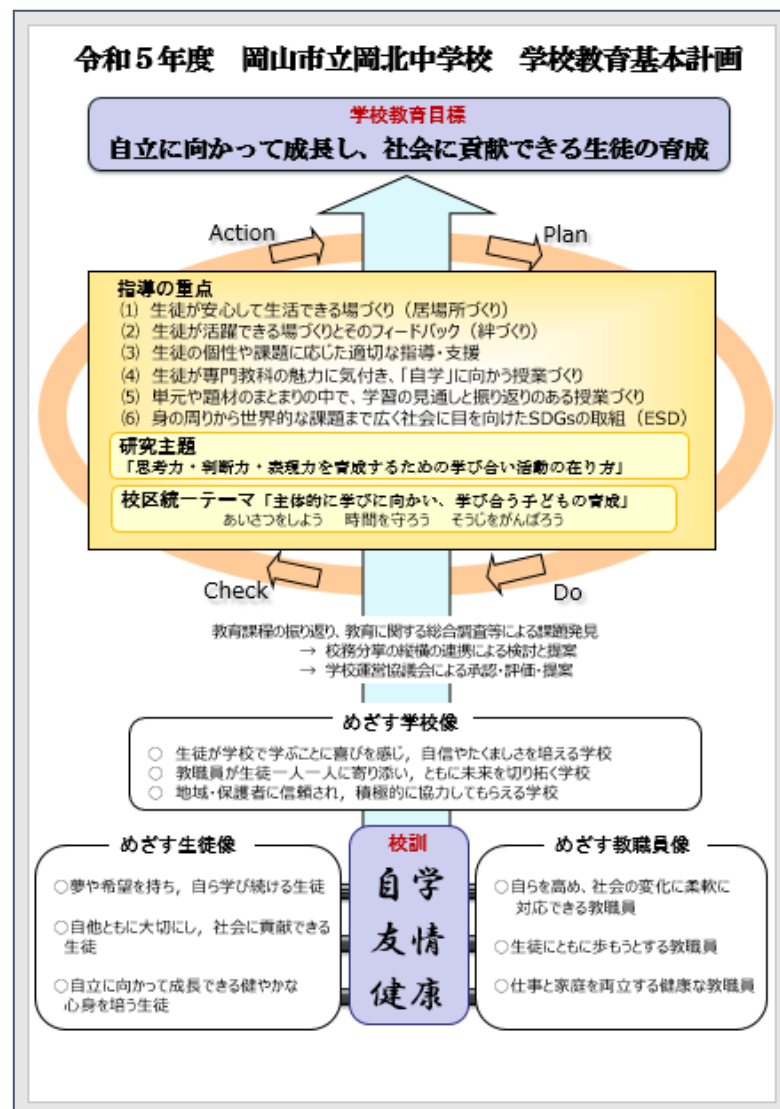 令和５年度　岡山市立岡北中学校　学校教育基本計画
学校教育目標
自立に向かって成長し、社会に貢献できる生徒の育成
Action
Plan
指導の重点
(1) 生徒が安心して生活できる場づくり（居場所づくり）
(2) 生徒が活躍できる場づくりとそのフィードバック（絆づくり）
(3) 生徒の個性や課題に応じた適切な指導・支援
(4) 生徒が専門教科の魅力に気付き、「自学」に向かう授業づくり
(5) 単元や題材のまとまりの中で、学習の見通しと振り返りのある授業づくり
(6) 身の周りから世界的な課題まで広く社会に目を向けたSDGsの取組（ESD）
研究主題
「思考力・判断力・表現力を育成するための学び合い活動の在り方」
校区統一テーマ「主体的に学びに向かい、学び合う子どもの育成」
あいさつをしよう　時間を守ろう　そうじをがんばろう
Check
Do
教育課程の振り返り、教育に関する総合調査等による課題発見
→ 校務分掌の縦横の連携による検討と提案
→ 学校運営協議会による承認・評価・提案
めざす学校像
○ 生徒が学校で学ぶことに喜びを感じ，自信やたくましさを培える学校
○ 教職員が生徒一人一人に寄り添い，ともに未来を切り拓く学校
○ 地域・保護者に信頼され，積極的に協力してもらえる学校
めざす生徒像
○夢や希望を持ち，自ら学び続ける生徒
○自他ともに大切にし，社会に貢献できる
生徒
○自立に向かって成長できる健やかな
心身を培う生徒
校訓
自学
友情
健康
めざす教職員像
○自らを高め、社会の変化に柔軟に
対応できる教職員
○生徒にともに歩もうとする教職員
○仕事と家庭を両立する健康な教職員